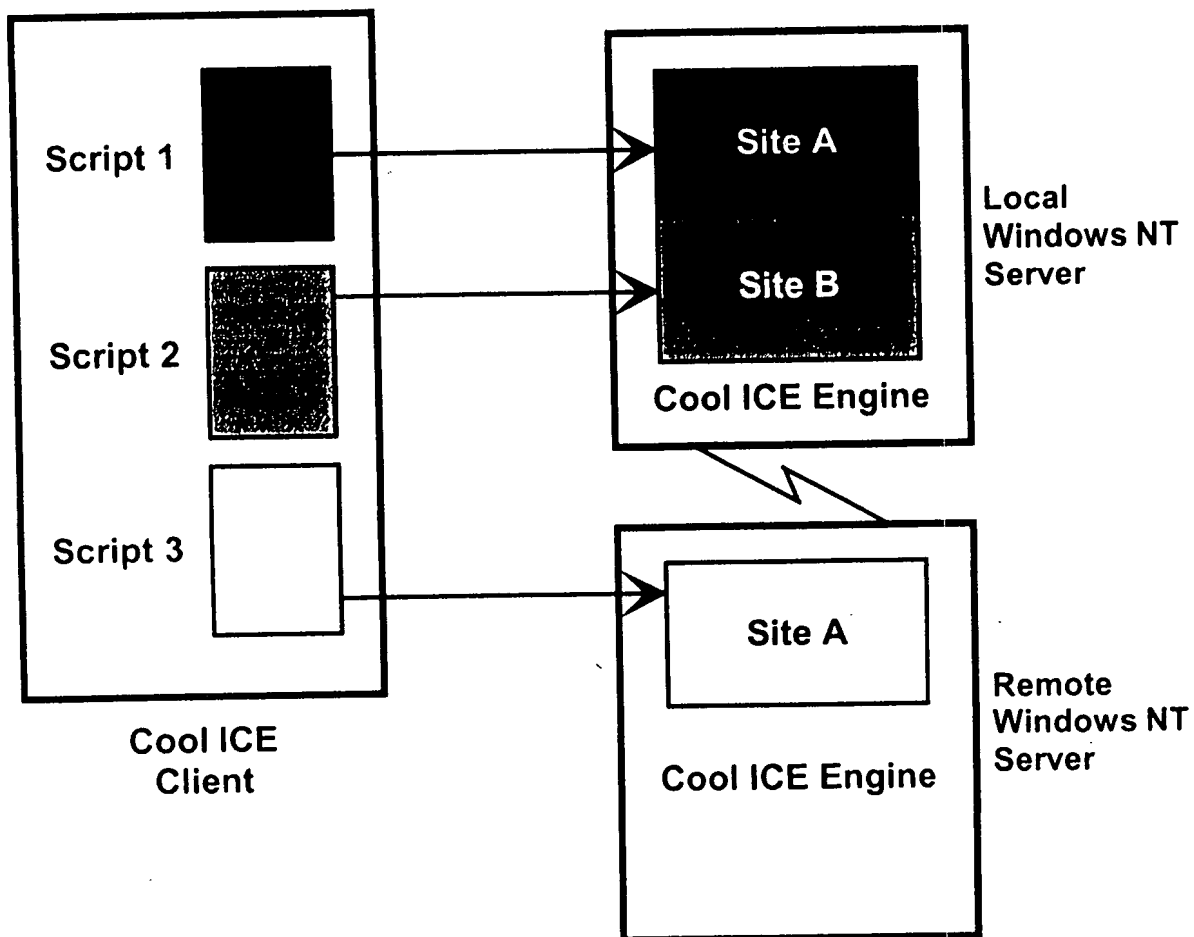 Script 1
Script 2
Script 3
Cool ICE
Client
Site A
Site B
Cool ICE Engine
Local
Windows NT
Server
Site A
Cool ICE Engine
Remote
Windows NT
Server